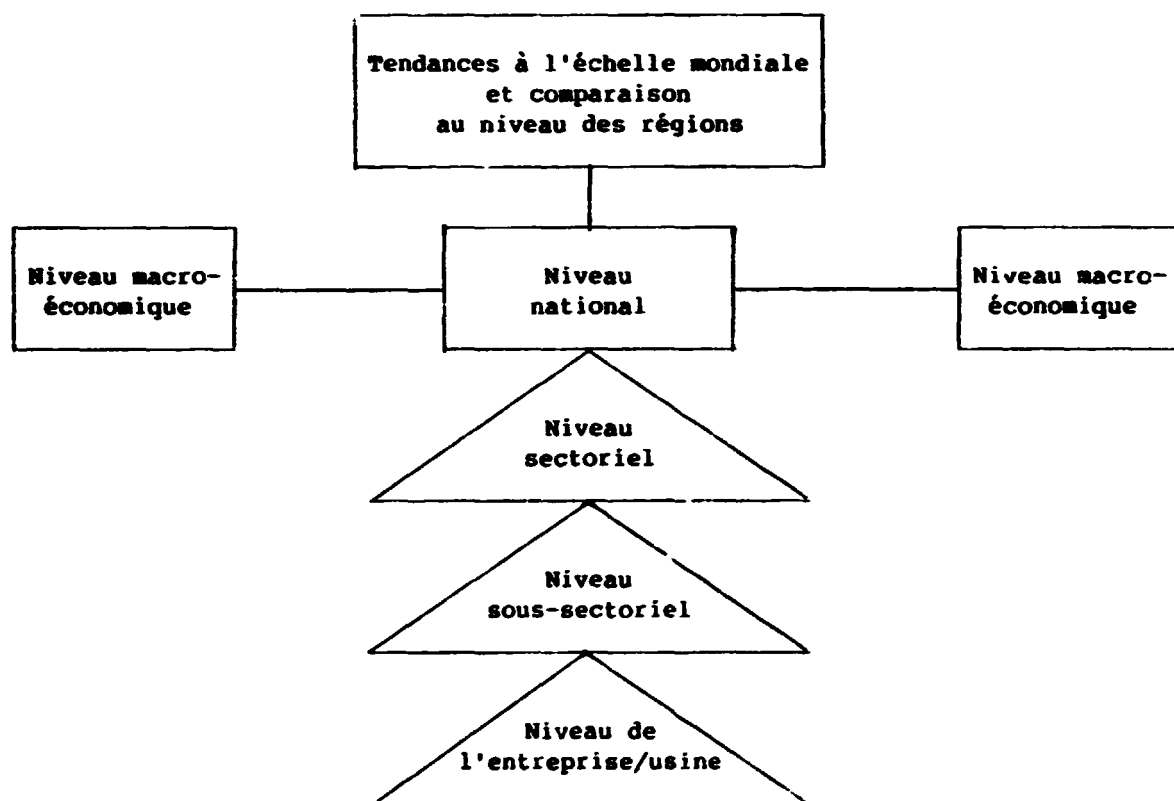 Tendances à l'échelle mondiale
et comparaison
au niveau des régions
Niveau macro-
économique
Niveau
national
Niveau macro-
économique
Niveau
sectoriel
Niveau
sous-sectoriel
Niveau de
l'entreprise/usine